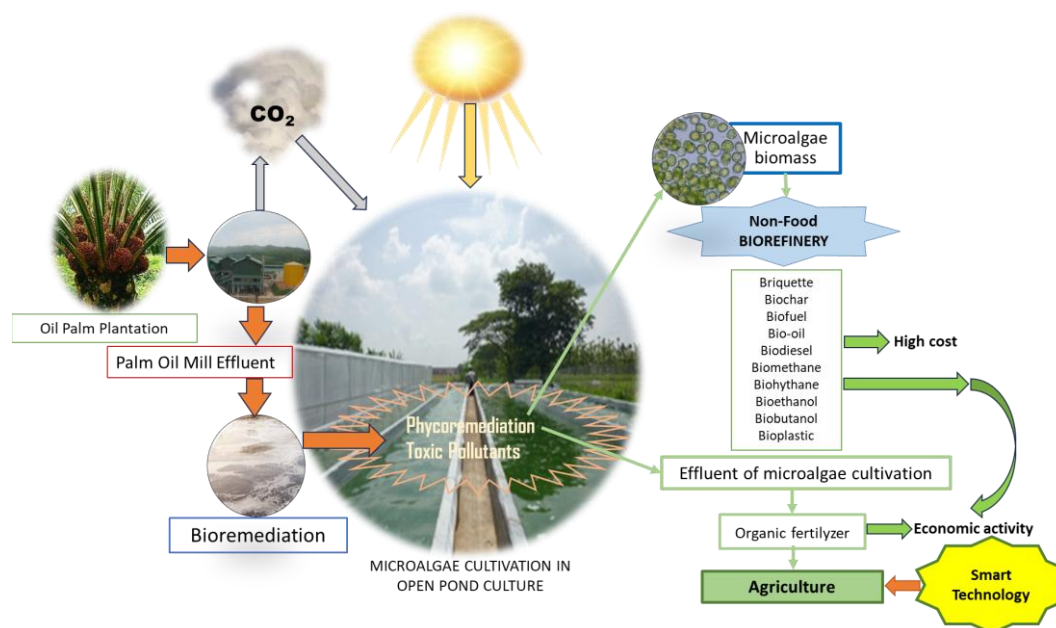 CO2
Oil Palm Plantation
Palm Oil Mill Effluent
Bioremediation
Phycoremediation
Toxic Pollutants
MICROALGAE CULTIVATION IN
OPEN POND CULTURE
Microalgae
biomass
Non-Food
BIOREFINERY
Briquette
Biochar
Biofuel
Bio-oil
Biodiesel
Biomethane
Biohythane
Bioethanol
Biobutanol
Bioplastic
High cost
Effluent of microalgae cultivation
Organic fertilyzer
Economic activity
Agriculture
Smart
Technology